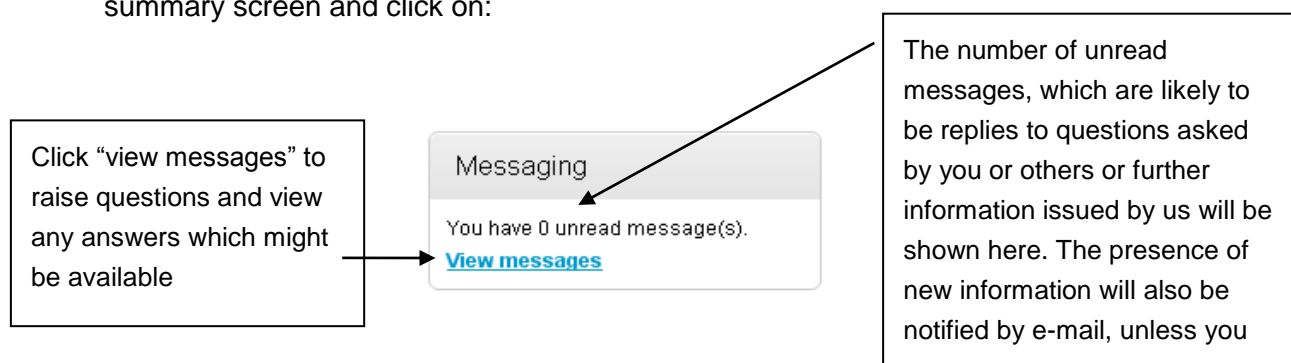 summary screen and click on:
Click “view messages” to
raise questions and view
any answers which might
be available
Messaging
You have 0 unread message(s).
View messages
The number of unread
messages, which are likely to
be replies to questions asked
by you or others or further
information issued by us will be
shown here. The presence of
new information will also be
notified by e-mail, unless you